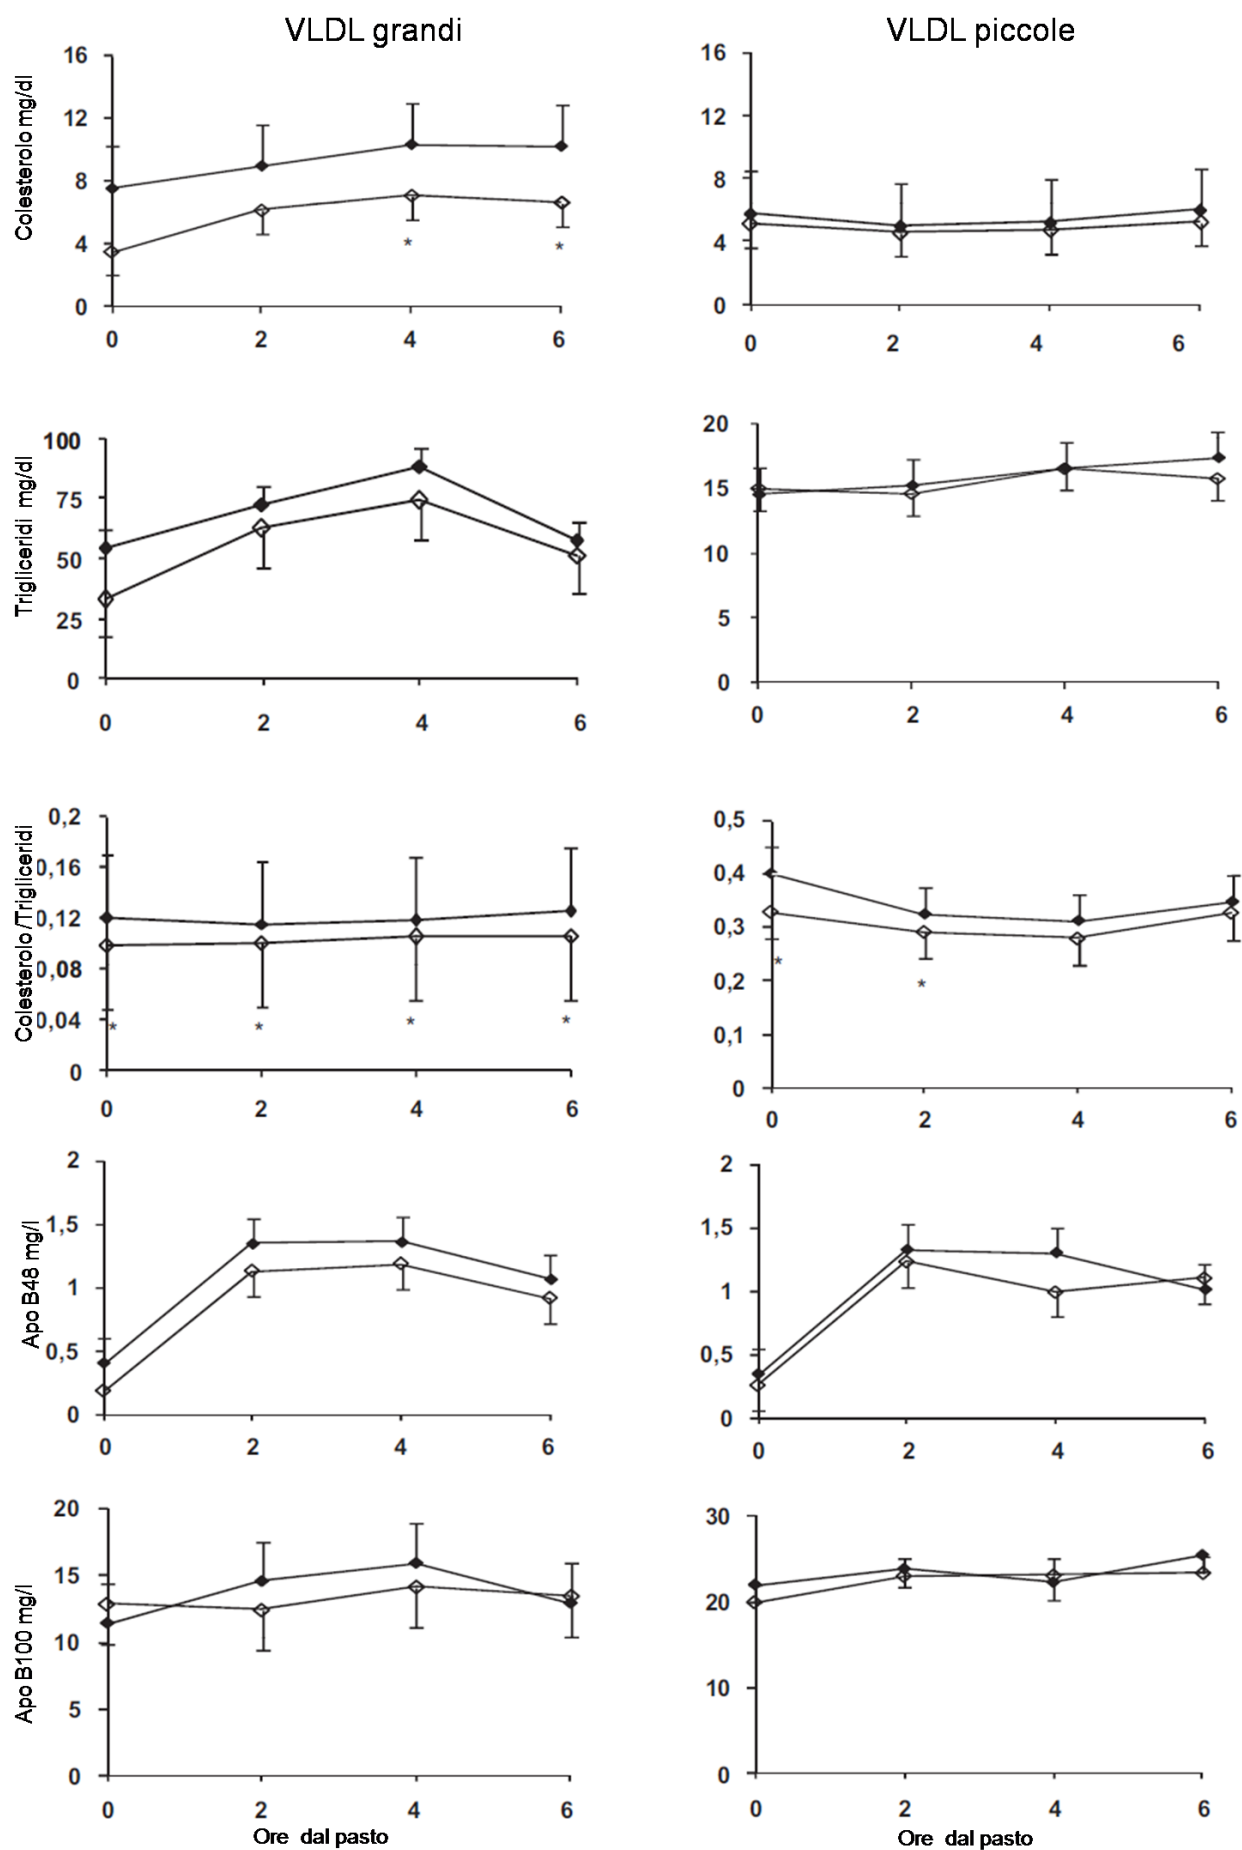 VLDL grandi
VLDL piccole
Colesterolo mg/dl
16
12
8
4
0
0 2 4 6
*
*
16
12
8
4
0
0 2 4 6
Trigliceridi mg/dl
100
75
50
25
0
0 2 4 6
20
15
10
5
0
0 2 4 6
Colesterolo/Trigliceridi
0,2
0,16
0,12
0,08
0,04
0
* * * *
0 2 4 6
0,5
0,4
0,3
0,2
0,1
0
* *
0 2 4 6
Apo B48 mg/l
2
1,5
1
0,5
0
0 2 4 6
2
1,5
1
0,5
0
0 2 4 6
Apo B100 mg/l
20
15
10
5
0
0 2 4 6
Ore dal pasto
30
20
10
0
0 2 4 6
Ore dal pasto